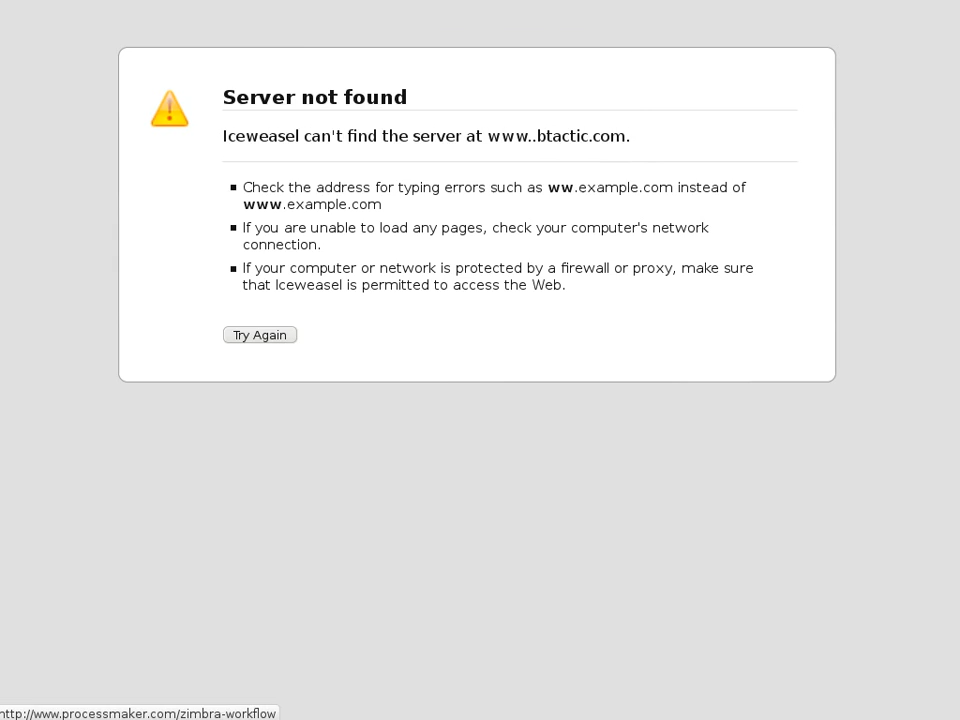 Server not found
Iceweasel can't find the server at www..btactic.com.
Check the address for typing errors such as ww.example.com instead of
www.example.com
If you are unable to load any pages, check your computer's network
connection.
If your computer or network is protected by a firewall or proxy, make sure
that Iceweasel is permitted to access the Web.
Try Again
http://www.processmaker.com/zimbra-workflow